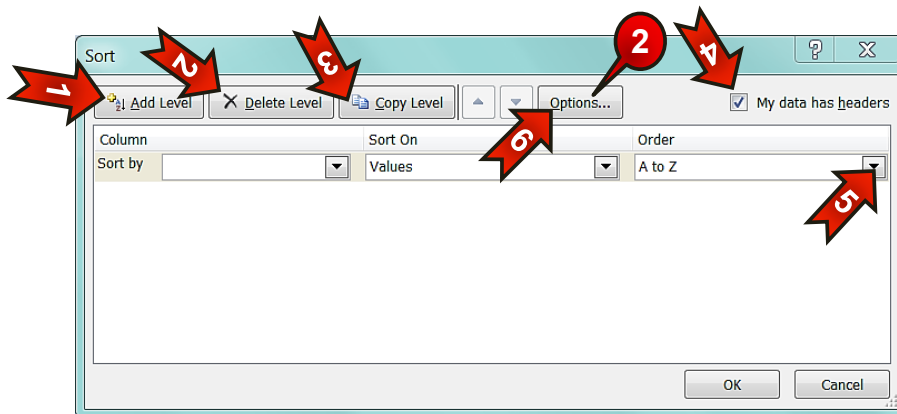 2
Sort
1 2 3 4
Add Level Delete Level Copy Level Options... My data has headers
Column Sort On Order
6
Sort by Values A to Z
5
OK Cancel